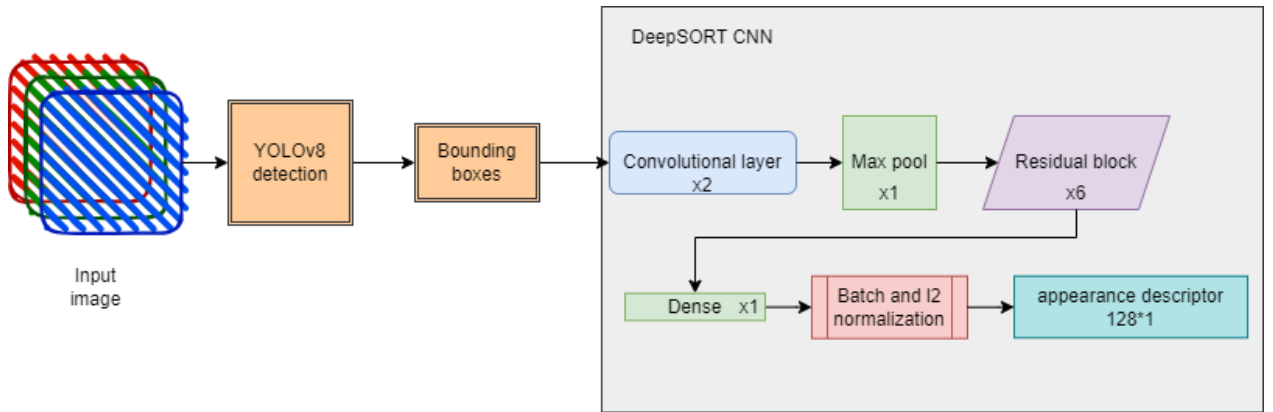 DeepSORT CNN
YOLOv8
detection
Bounding
boxes
Convolutional layer
x2
Max pool
x1
Residual block
x6
Input
image
Dense x1
Batch and l2
normalization
appearance descriptor
128*1